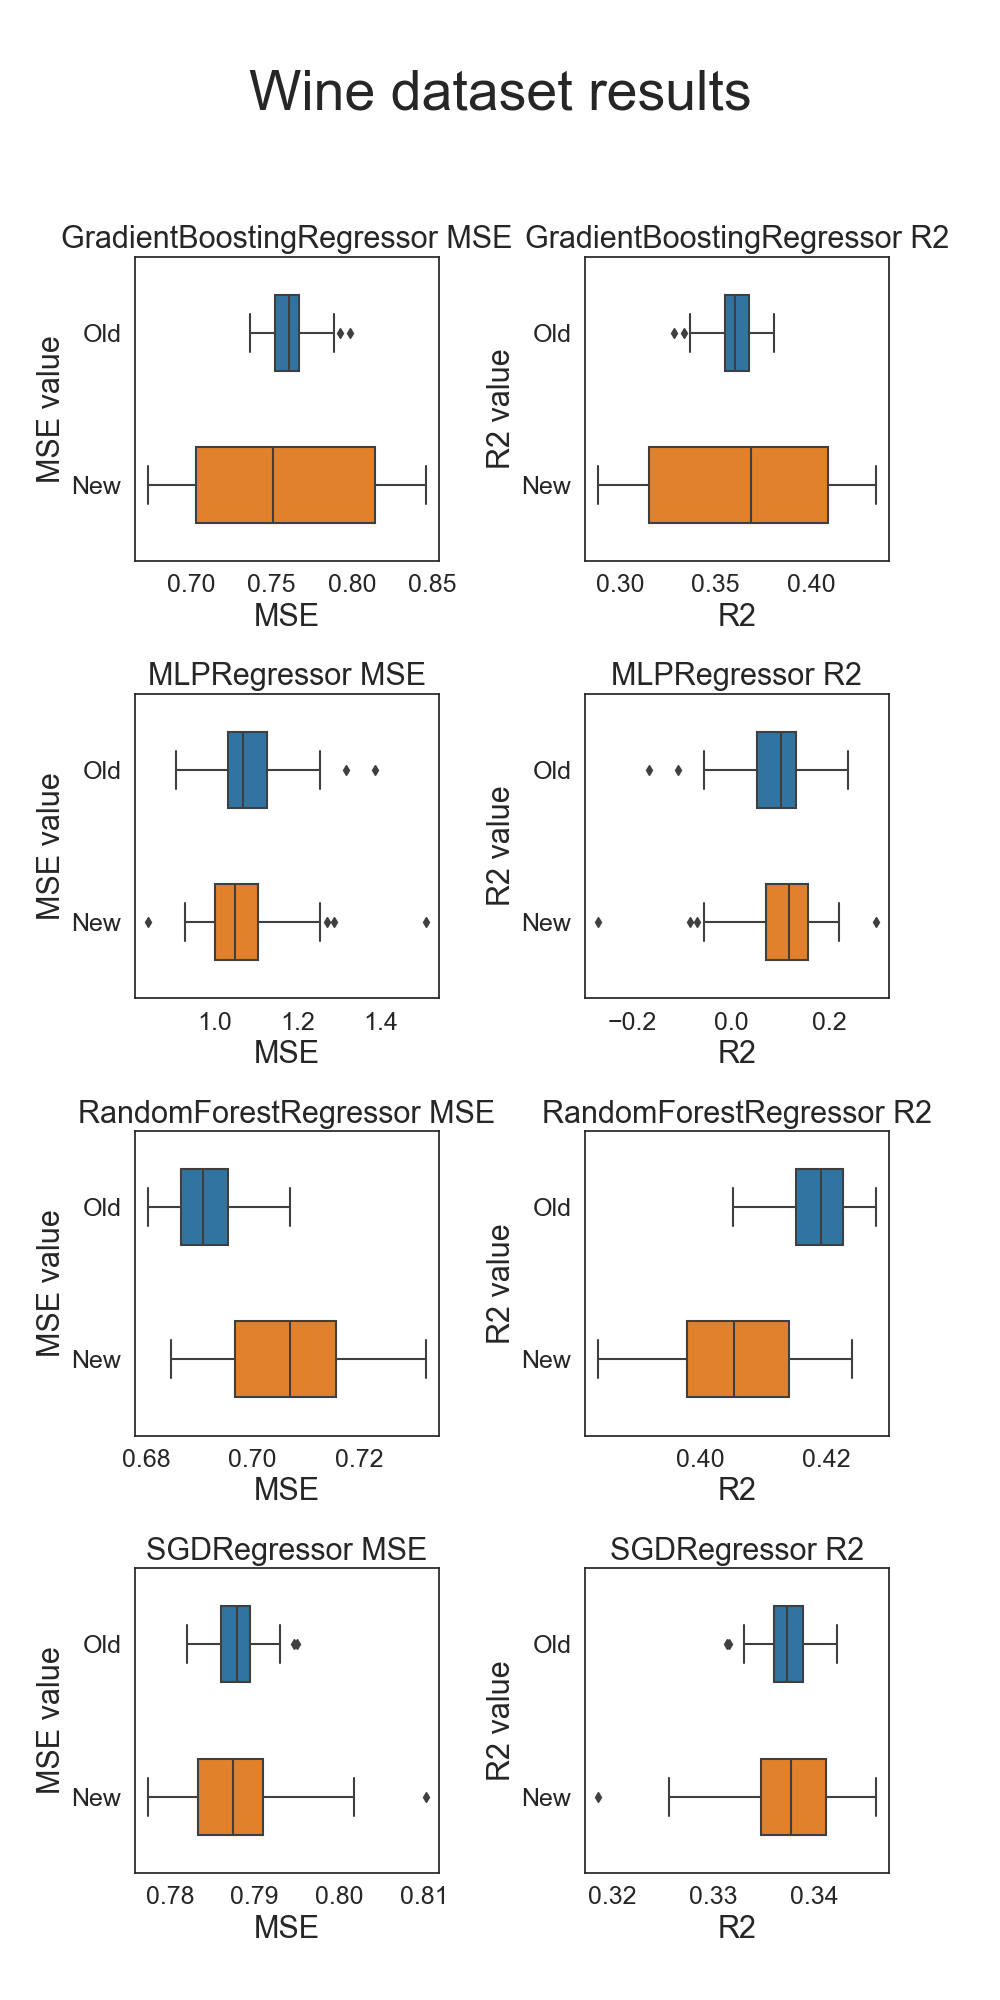 Wine dataset results
GradientBoostingRegressor MSE
MSE value
Old
New
0.70 0.75 0.80 0.85
MSE
GradientBoostingRegressor R2
R2 value
Old
New
0.30 0.35 0.40
R2
MLPRegressor MSE
MSE value
Old
New
1.0 1.2 1.4
MSE
MLPRegressor R2
R2 value
Old
New
−0.2 0.0 0.2
R2
RandomForestRegressor MSE
MSE value
Old
New
0.68 0.70 0.72
MSE
RandomForestRegressor R2
R2 value
Old
New
0.40 0.42
R2
SGDRegressor MSE
MSE value
Old
New
0.78 0.79 0.80 0.81
MSE
SGDRegressor R2
R2 value
Old
New
0.32 0.33 0.34
R2